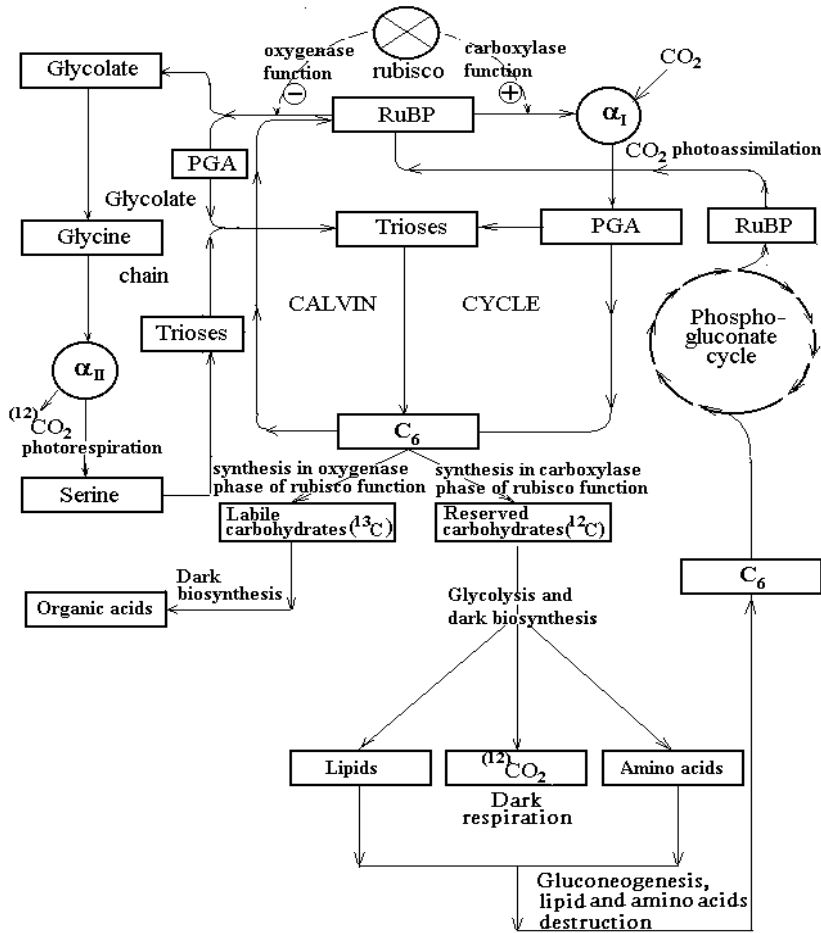 oxygenase
function
carboxylase
function
rubisco
−
+
CO2
Glycolate
RuBP
αI
PGA
CO2 photoassimilation
Glycolate
Glycine
chain
Trioses
PGA
RuBP
CALVIN CYCLE
Trioses
Phospho-
gluconate
cycle
αII
(12)
CO2
photorespiration
C6
Serine
synthesis in oxygenase
phase of rubisco function
synthesis in carboxylase
phase of rubisco function
Labile
carbohydrates(13C)
Reserved
carbohydrates(12C)
Dark
biosynthesis
Organic acids
Glycolysis and
dark biosynthesis
C6
Lipids
(12)CO2
Amino acids
Dark
respiration
Gluconeogenesis,
lipid and amino acids
destruction